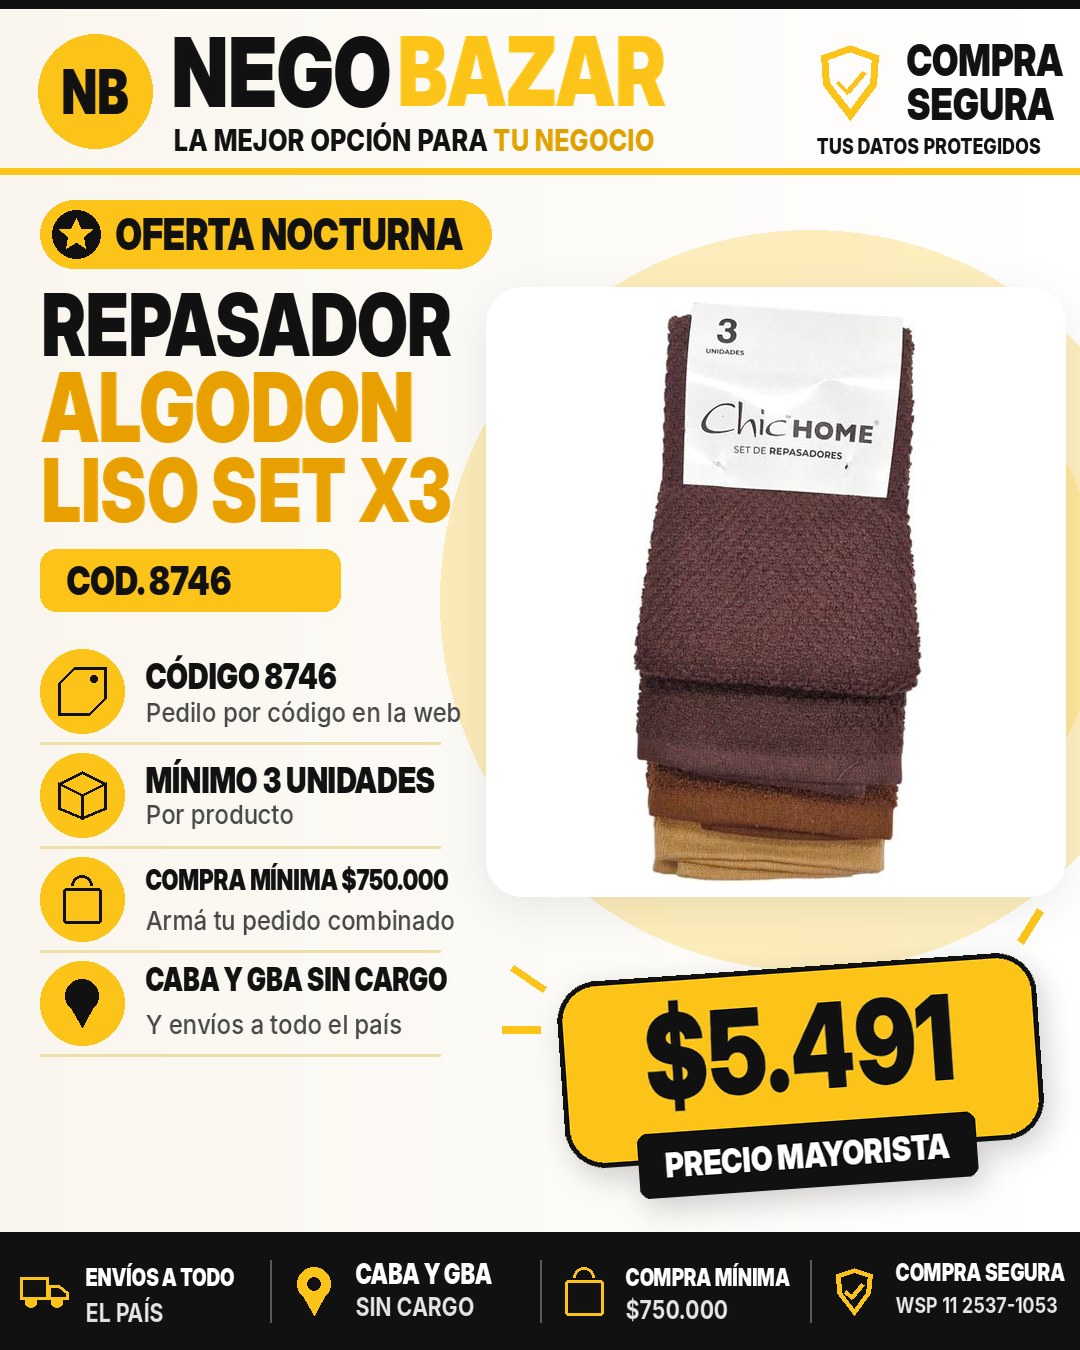 NB
NEGOBAZAR
LA MEJOR OPCIÓN PARA TU NEGOCIO
COMPRA
SEGURA
TUS DATOS PROTEGIDOS
OFERTA NOCTURNA
REPASADOR
ALGODON
LISO SET X3
COD. 8746
CÓDIGO 8746
Pedilo por código en la web
MÍNIMO 3 UNIDADES
Por producto
COMPRA MÍNIMA $750.000
Armá tu pedido combinado
CABA Y GBA SIN CARGO
Y envíos a todo el país
3
UNIDADES
Chic™ HOME®
SET DE REPASADORES
$5.491
PRECIO MAYORISTA
ENVÍOS A TODO
EL PAÍS
CABA Y GBA
SIN CARGO
COMPRA MÍNIMA
$750.000
COMPRA SEGURA
WSP 11 2537-1053